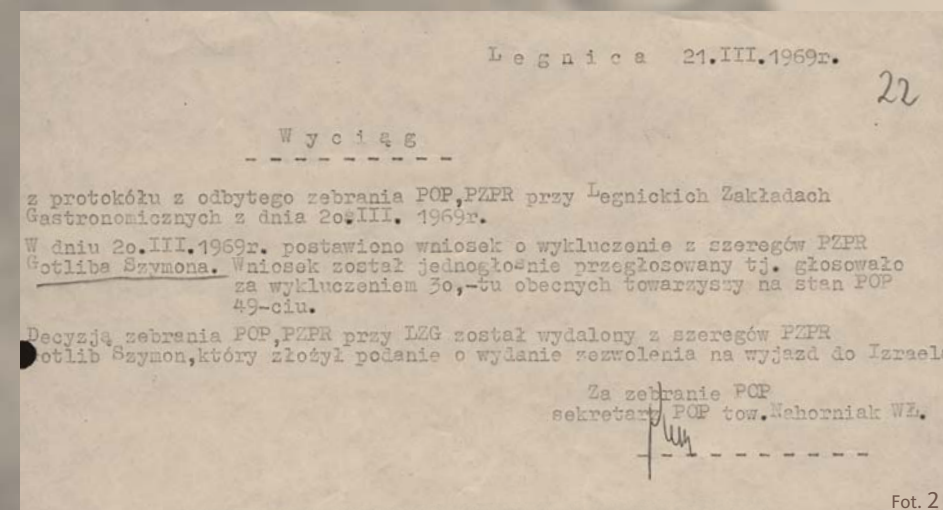 L e g n i c a 21.III.1969r.
22
W y c i ą g
- - - - - - - - -
z protokółu z odbytego zebrania POP,PZPR przy Legnickich Zakładach
Gastronomicznych z dnia 2o.III. 1969r.
W dniu 2o.III.1969r. postawiono wniosek o wykluczenie z szeregów PZPR
Gotliba Szymona. Wniosek został jednogłośnie przegłosowany tj. głosowało
za wykluczeniem 3o,-tu obecnych towarzyszy na stan POP
49-ciu.
Decyzją zebrania POP,PZPR przy LZG został wydalony z szeregów PZPR
otlib Szymon,który złożył podanie o wydanie zezwolenia na wyjazd do Izrael
Za zebranie POP
sekretarz POP tow.Nahorniak WŁ.
- - - - - - - - - -
Fot. 2